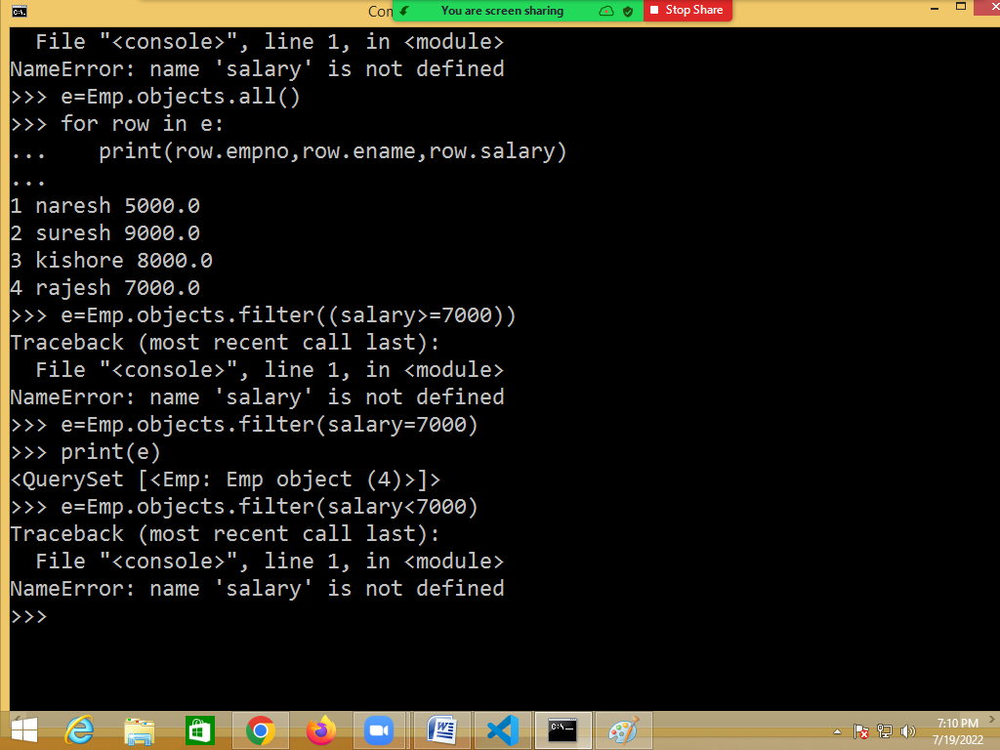 Con
You are screen sharing
Stop Share
File "<console>", line 1, in <module>
NameError: name 'salary' is not defined
>>> e=Emp.objects.all()
>>> for row in e:
...    print(row.empno,row.ename,row.salary)
...
1 naresh 5000.0
2 suresh 9000.0
3 kishore 8000.0
4 rajesh 7000.0
>>> e=Emp.objects.filter((salary>=7000))
Traceback (most recent call last):
  File "<console>", line 1, in <module>
NameError: name 'salary' is not defined
>>> e=Emp.objects.filter(salary=7000)
>>> print(e)
<QuerySet [<Emp: Emp object (4)>]>
>>> e=Emp.objects.filter(salary<7000)
Traceback (most recent call last):
  File "<console>", line 1, in <module>
NameError: name 'salary' is not defined
>>>
7:10 PM
7/19/2022